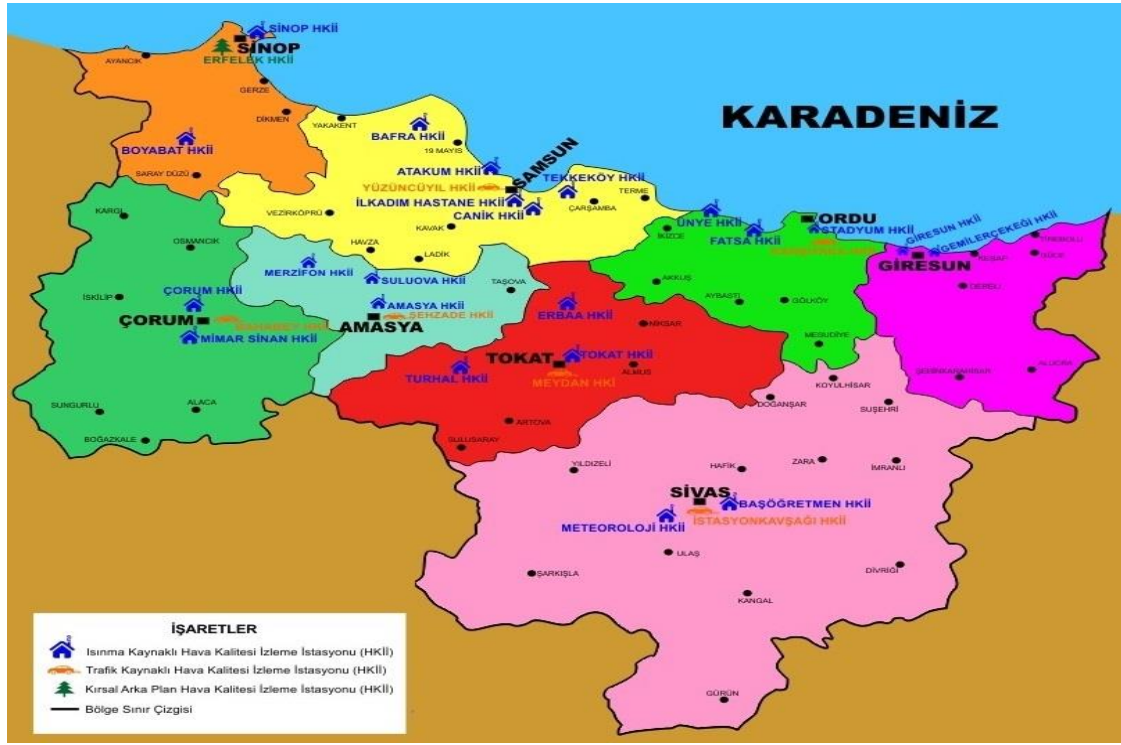 SİNOP HKİİ
SİNOP
ERFELEK HKİİ
AYANCIK
GERZE
DİKMEN
BOYABAT HKİİ
SARAY DÜZÜ
KARADENİZ
YAKAKENT
BAFRA HKİİ
19 MAYIS
ATAKUM HKİİ
SAMSUN
YÜZÜNCÜYIL HKİİ
TEKKEKÖY HKİİ
İLKADIM HASTANE HKİİ
CANİK HKİİ
ÇARŞAMBA
TERME
VEZİRKÖPRÜ
KAVAK
HAVZA
LADİK
KARGI
OSMANCIK
İSKİLİP
ÇORUM HKİİ
ÇORUM
MİMAR SİNAN HKİİ
SUNGURLU
ALACA
BOĞAZKALE
MERZİFON HKİİ
SULUOVA HKİİ
TAŞOVA
AMASYA HKİİ
ŞEHZADE HKİİ
AMASYA
ÜNYE HKİİ
İKİZCE
FATSA HKİİ
ORDU
STADYUM HKİİ
AKKUŞ
AYBASTI
GÖLKÖY
MESUDİYE
GİRESUN HKİİ
GEMİLERÇEKEĞİ HKİİ
GİRESUN
KEŞAP
TİREBOLU
GÜCE
DERELİ
ALUCRA
ŞEBİNKARAHİSAR
ERBAA HKİİ
NİKSAR
TOKAT
TOKAT HKİİ
MEYDAN HKİ
ALMUS
TURHAL HKİİ
ARTOVA
SULUSARAY
KOYULHİSAR
DOĞANŞAR
SUŞEHRİ
YILDIZELİ
HAFİK
ZARA
İMRANLI
SİVAS
BAŞÖĞRETMEN HKİİ
İSTASYONKAVŞAĞI HKİİ
METEOROLOJİ HKİİ
ULAŞ
ŞARKIŞLA
DİVRİĞİ
KANGAL
GÜRÜN
İŞARETLER
Isınma Kaynaklı Hava Kalitesi İzleme İstasyonu (HKİİ)
Trafik Kaynaklı Hava Kalitesi İzleme İstasyonu (HKİİ)
Kırsal Arka Plan Hava Kalitesi İzleme İstasyonu (HKİİ)
Bölge Sınır Çizgisi